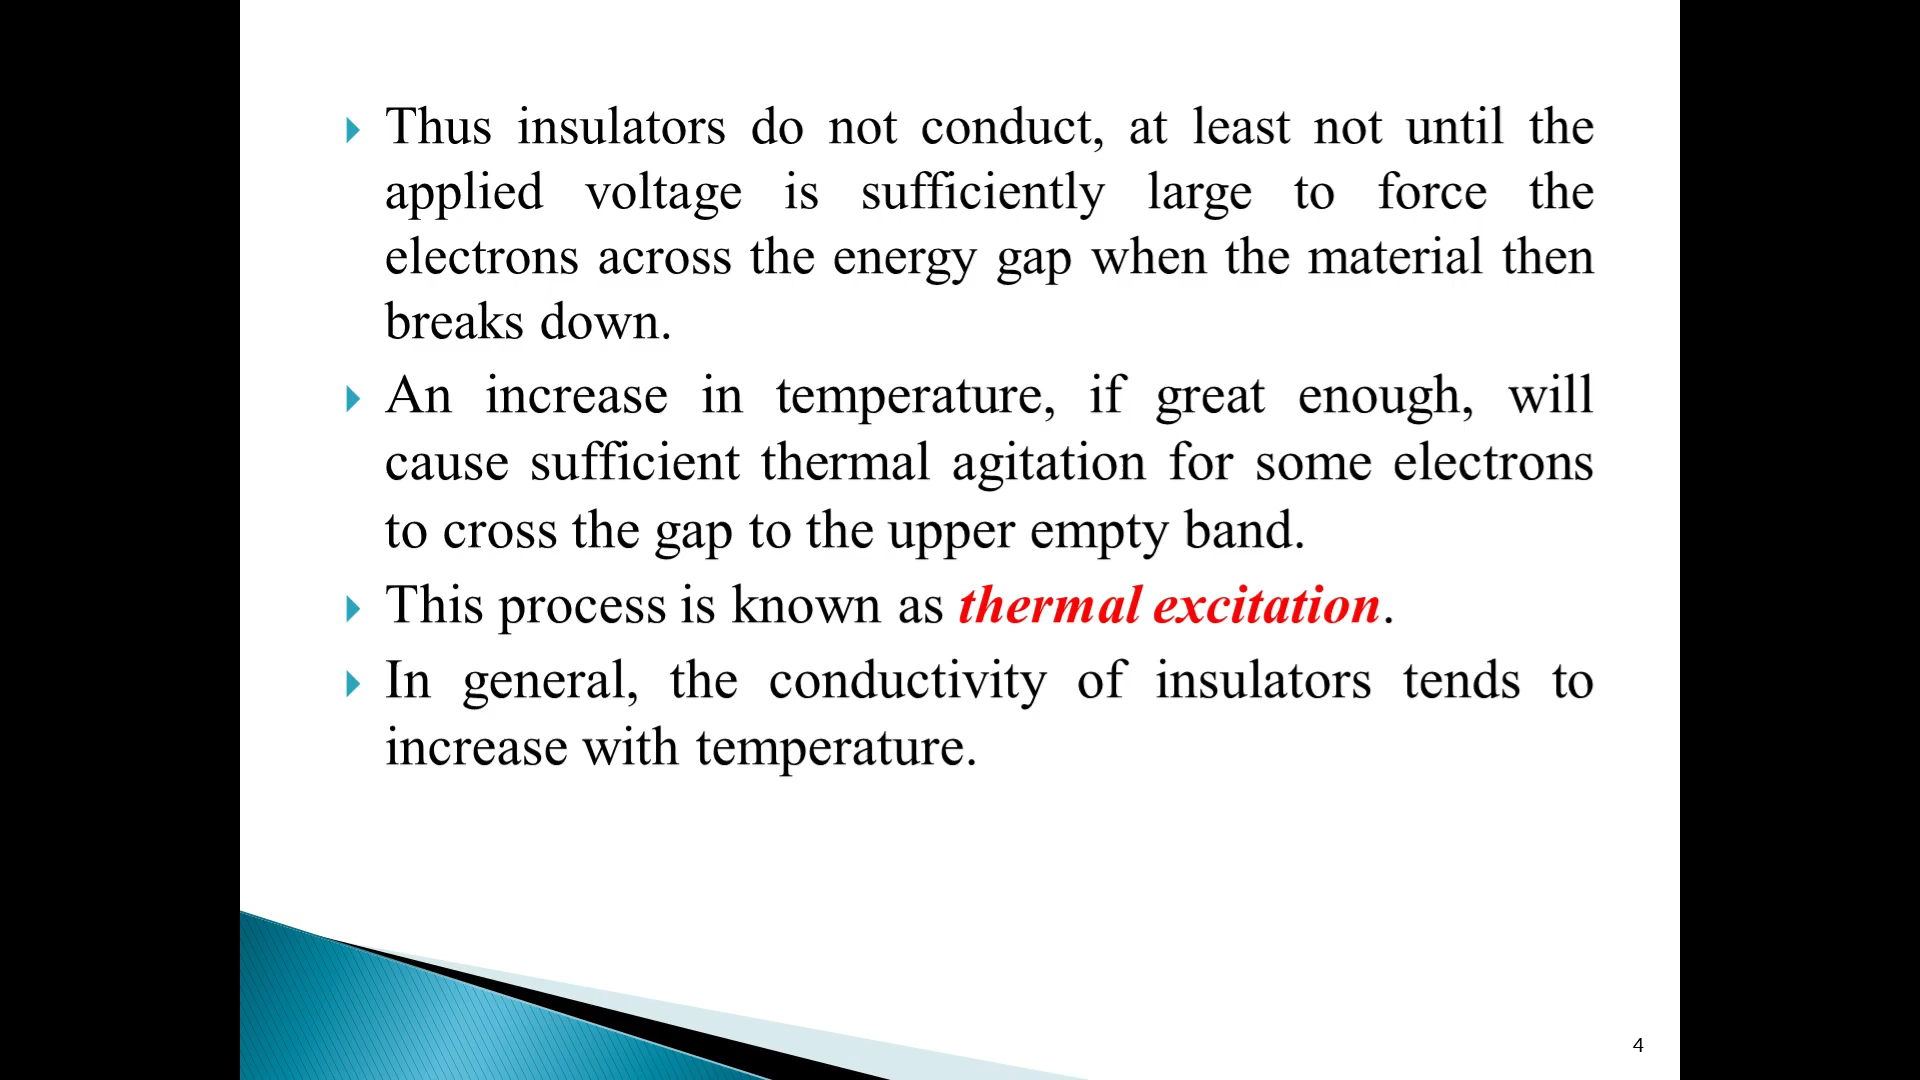 Thus insulators do not conduct, at least not until the
applied voltage is sufficiently large to force the
electrons across the energy gap when the material then
breaks down.
An increase in temperature, if great enough, will
cause sufficient thermal agitation for some electrons
to cross the gap to the upper empty band.
This process is known as thermal excitation.
In general, the conductivity of insulators tends to
increase with temperature.
4